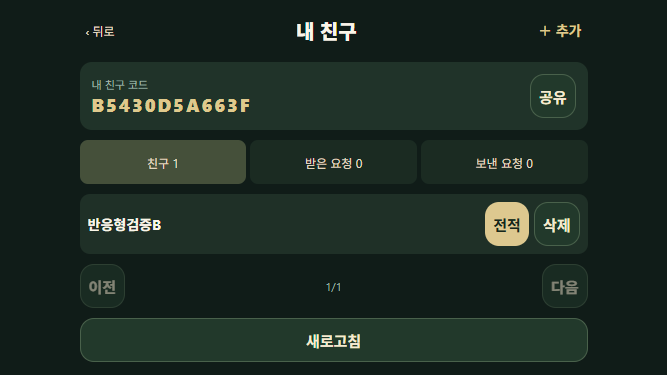 ‹ 뒤로
내 친구
＋ 추가
내 친구 코드
B5430D5A663F
공유
친구 1
받은 요청 0
보낸 요청 0
반응형검증B
전적
삭제
이전
1/1
다음
새로고침